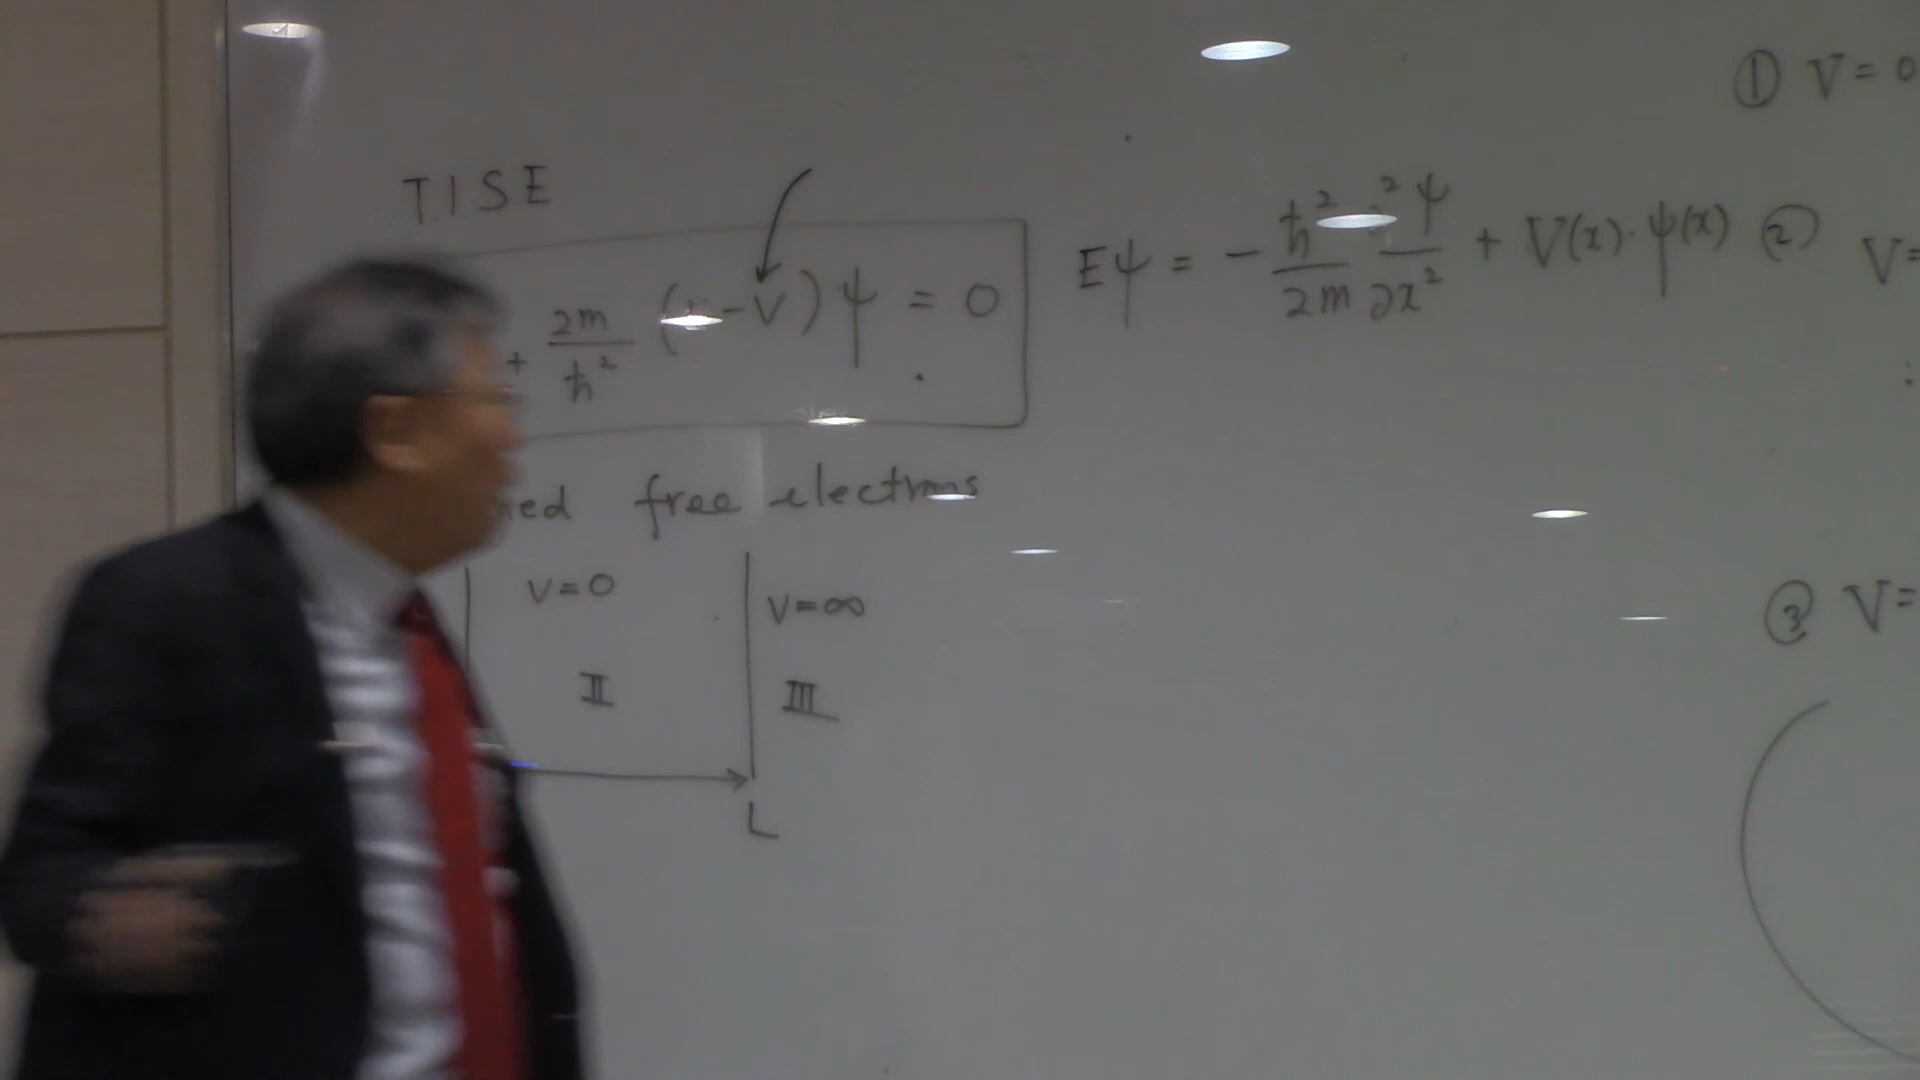 TISE
+ 2m/ħ² ( -V)ψ = 0
Eψ = - ħ²/2m ²ψ/∂x² + V(x)·ψ(x)
① V = 0
② V=
free electrons
V=0
V=∞
II
III
L
③ V=